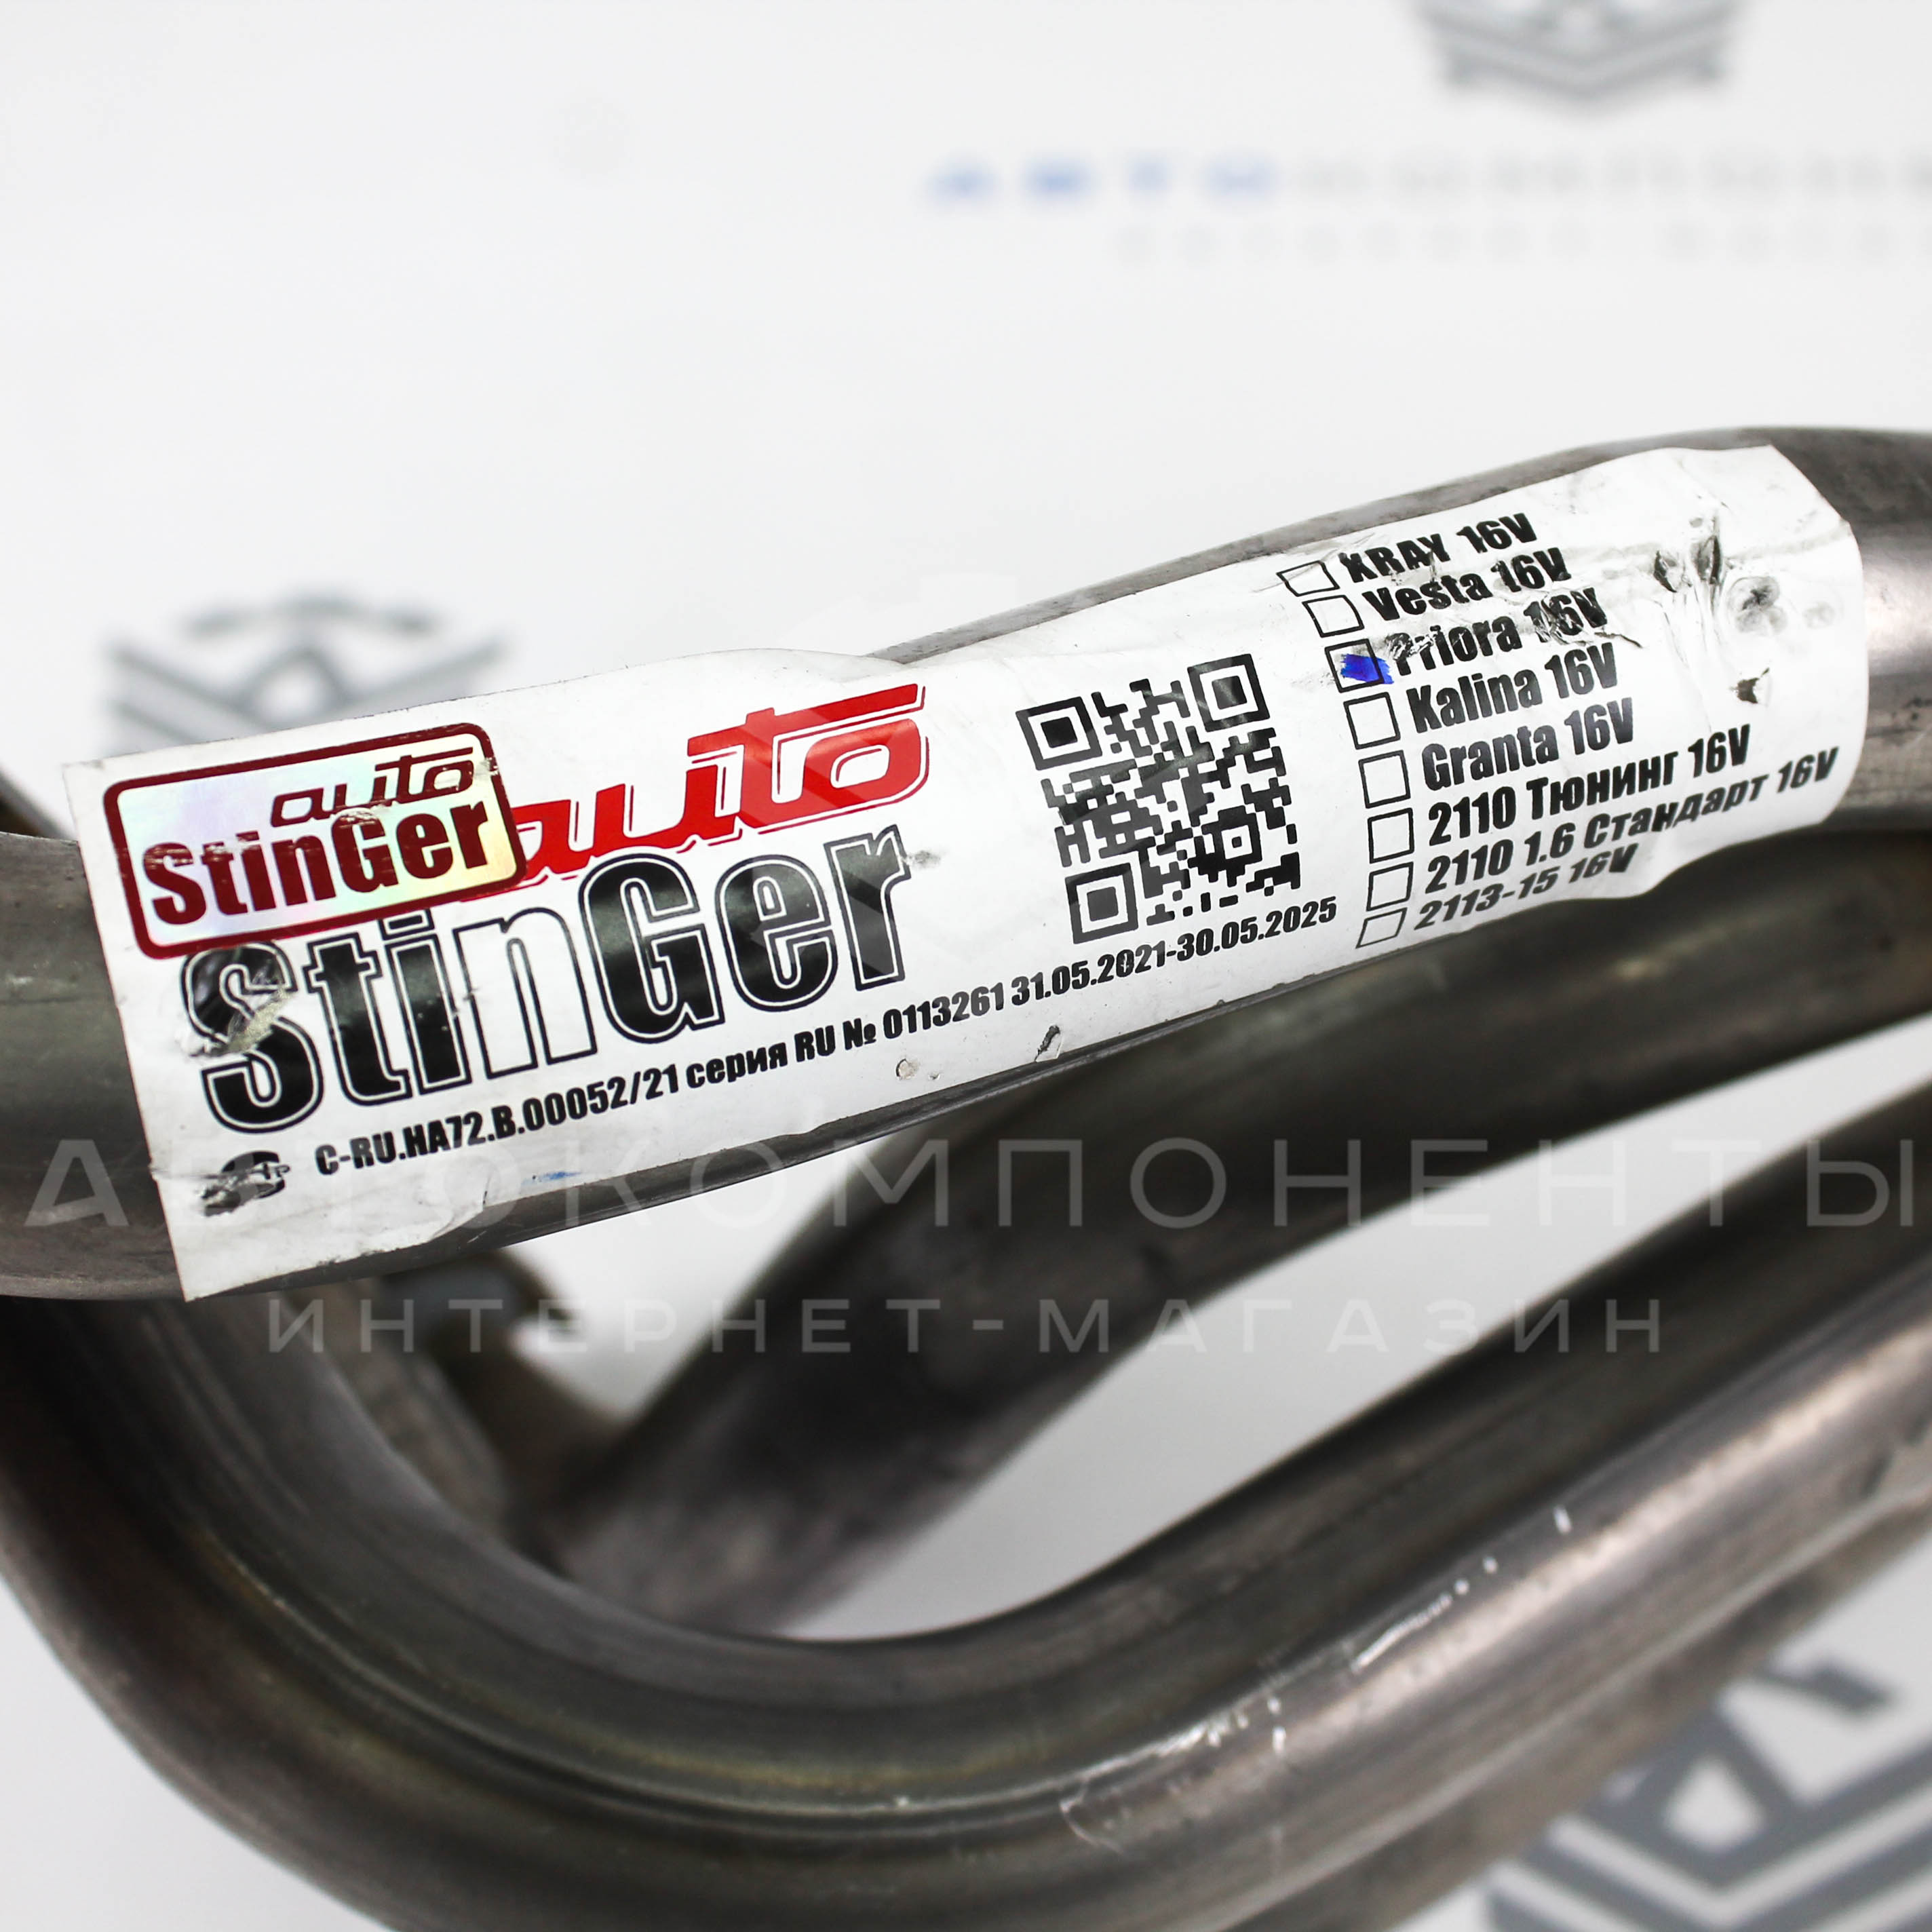 auto
StinGer
auto
StinGer
C-RU.HA72.B.00052/21 серия RU № 0113261 31.05.2021-30.05.2025
XRAY 16V
Vesta 16V
Priora 16V
Kalina 16V
Granta 16V
2110 Тюнинг 16V
2110 1.6 Стандарт 16V
2113-15 16V
АВТОКОМПОНЕНТЫ
ИНТЕРНЕТ-МАГАЗИН